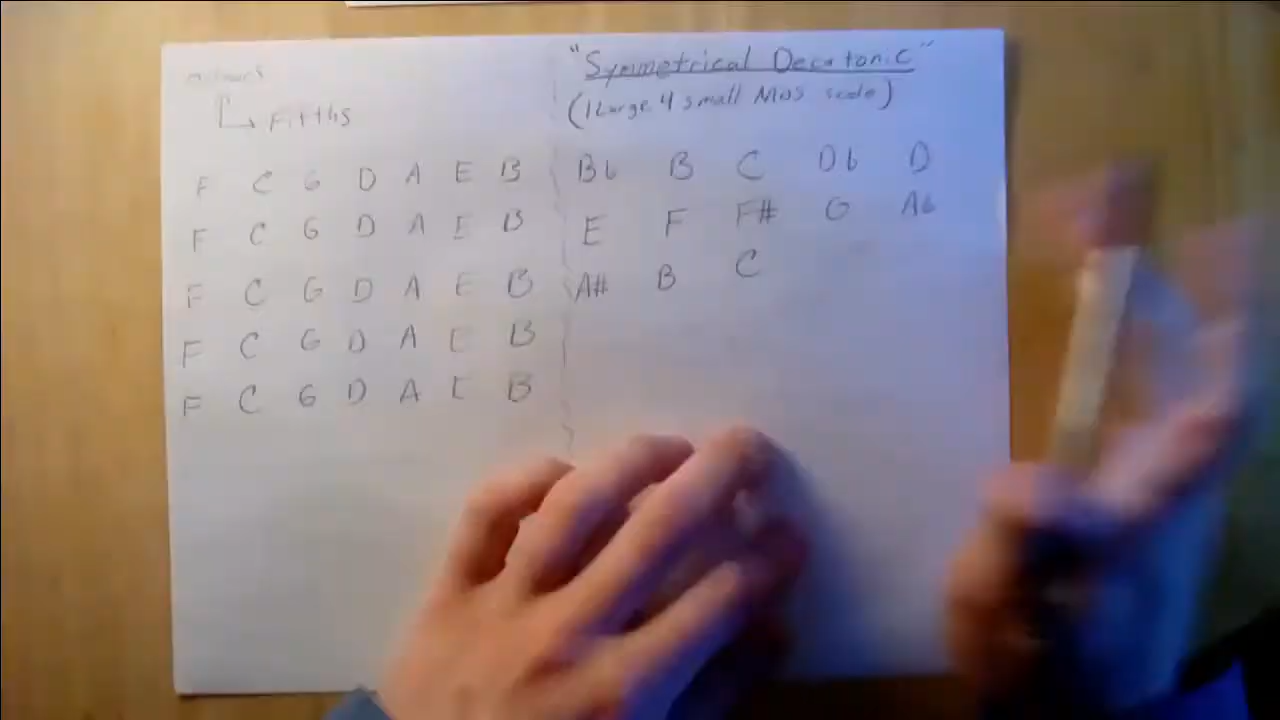 "Symmetrical Decatonic"
(1 Large 4 small MOS scale)
Fifths
F C G D A E B
F C G D A E B
F C G D A E B
F C G D A E B
F C G D A E B
Bb B C Db D
E F F# G Ab
A# B C